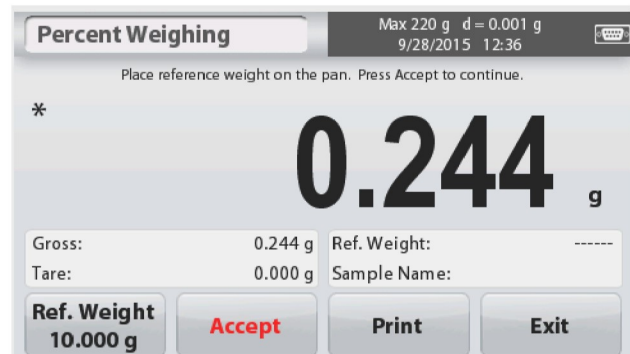 Percent Weighing
Max 220 g d = 0.001 g
9/28/2015 12:36
Place reference weight on the pan. Press Accept to continue.
*
0.244 g
Gross: 0.244 g
Tare: 0.000 g
Ref. Weight: ------
Sample Name:
Ref. Weight
10.000 g
Accept
Print
Exit